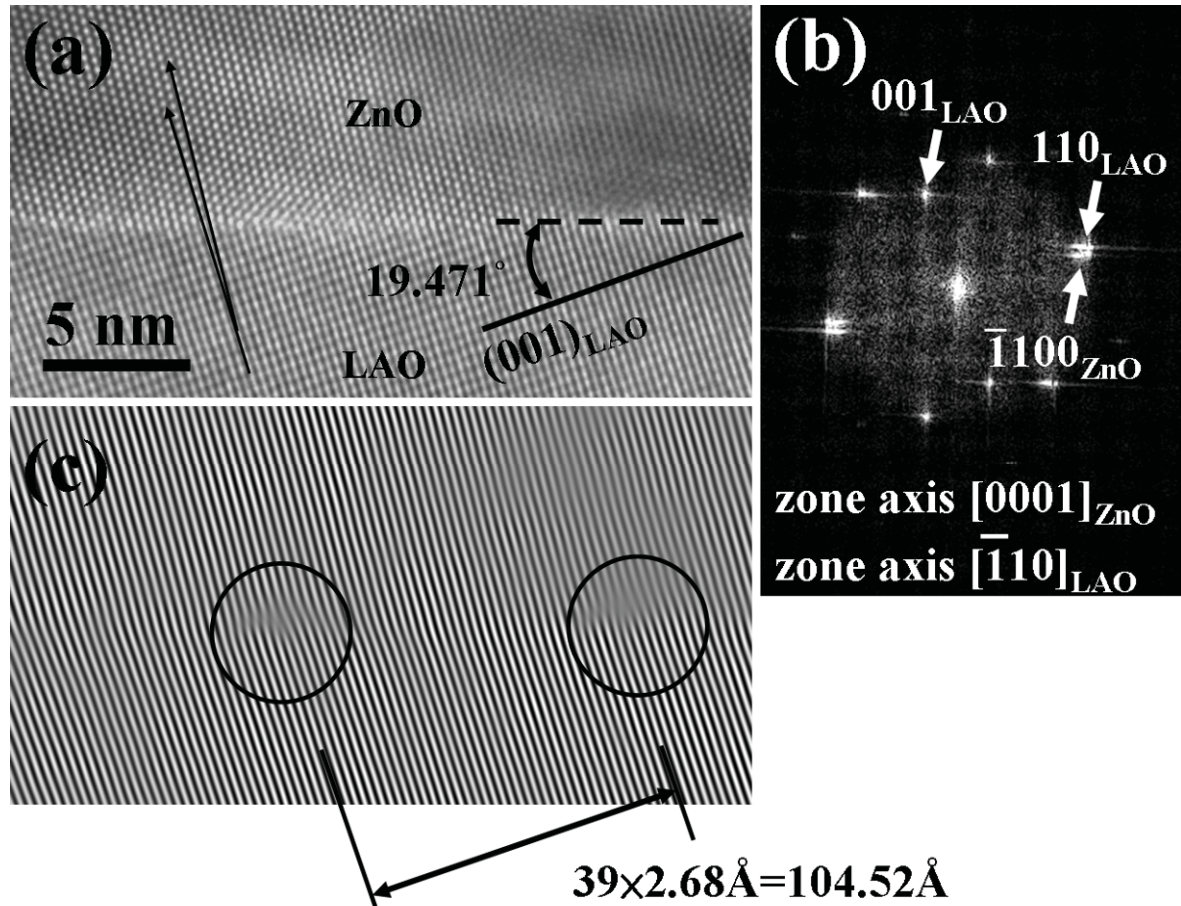 (a)
ZnO
19.471°
5 nm
LAO
(001)LAO
(b)
001LAO
110LAO
1̅100ZnO
zone axis [0001]ZnO
zone axis [1̅10]LAO
(c)
39×2.68Å=104.52Å